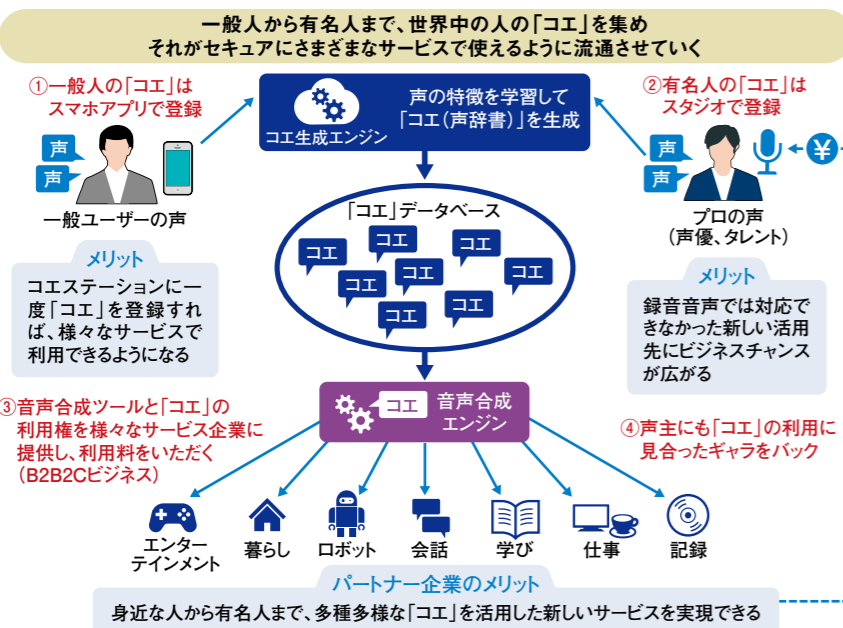 一般人から有名人まで、世界中の人の「コエ」を集め
それがセキュアにさまざまなサービスで使えるように流通させていく
①一般人の「コエ」は
スマホアプリで登録
声
声
一般ユーザーの声
コエ生成エンジン
声の特徴を学習して
「コエ(声辞書)」を生成
②有名人の「コエ」は
スタジオで登録
声
声
¥
プロの声
(声優、タレント)
「コエ」データベース
コエ
コエ
コエ
コエ
コエ
コエ
コエ
コエ
メリット
コエステーションに一
度「コエ」を登録すれ
ば、様々なサービスで
利用できるようになる
メリット
録音音声では対応で
きなかった新しい活用
先にビジネスチャンス
が広がる
コエ
音声合成
エンジン
③音声合成ツールと「コエ」の
利用権を様々なサービス企業に
提供し、利用料をいただく
(B2B2Cビジネス)
④声主にも「コエ」の利用に
見合ったギャラをバック
エンター
テインメント
暮らし
ロボット
会話
学び
仕事
記録
パートナー企業のメリット
身近な人から有名人まで、多種多様な「コエ」を活用した新しいサービスを実現できる